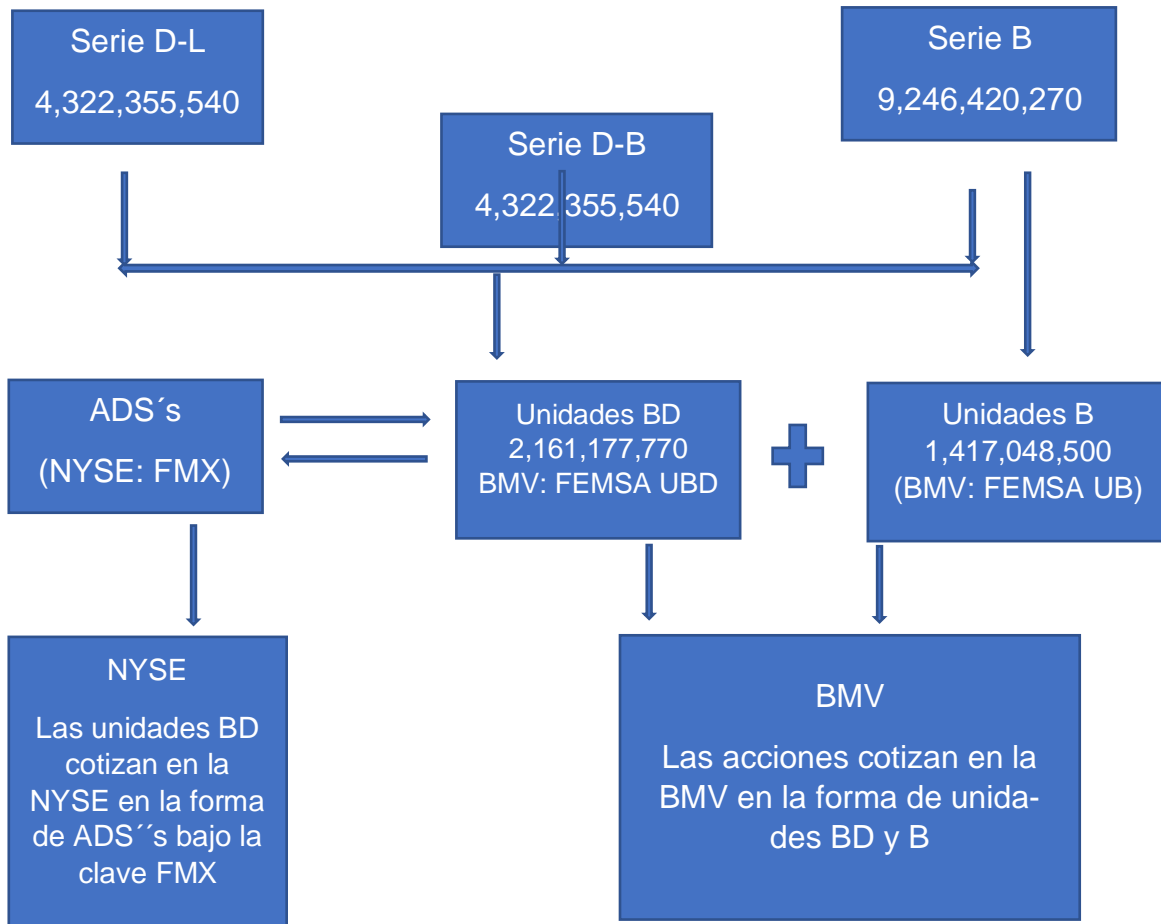 Serie D-L
4,322,355,540
Serie D-B
4,322,355,540
Serie B
9,246,420,270
ADS´s
(NYSE: FMX)
Unidades BD
2,161,177,770
BMV: FEMSA UBD
Unidades B
1,417,048,500
(BMV: FEMSA UB)
NYSE
Las unidades BD
cotizan en la
NYSE en la forma
de ADS´´s bajo la
clave FMX
BMV
Las acciones cotizan en la
BMV en la forma de unida-
des BD y B